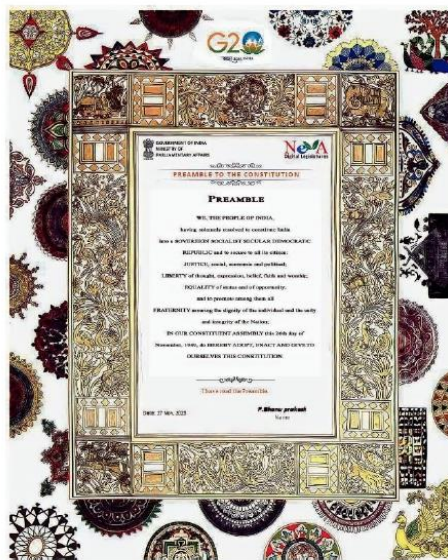 G20
GOVERNMENT OF INDIA
MINISTRY OF
PARLIAMENTARY AFFAIRS
NeVA
Digital Legislatures
PREAMBLE TO THE CONSTITUTION
PREAMBLE
WE, THE PEOPLE OF INDIA,
having solemnly resolved to constitute India
into a SOVEREIGN SOCIALIST SECULAR DEMOCRATIC
REPUBLIC and to secure to all its citizens:
JUSTICE, social, economic and political;
LIBERTY of thought, expression, belief, faith and worship;
EQUALITY of status and of opportunity;
and to promote among them all
FRATERNITY assuring the dignity of the individual and the unity
and integrity of the Nation;
IN OUR CONSTITUENT ASSEMBLY this 26th day of
November, 1949, do HEREBY ADOPT, ENACT AND GIVE TO
OURSELVES THIS CONSTITUTION.
I have read the Preamble.
Date: 27 Nov, 2023
P.Bhanu prakash
Name